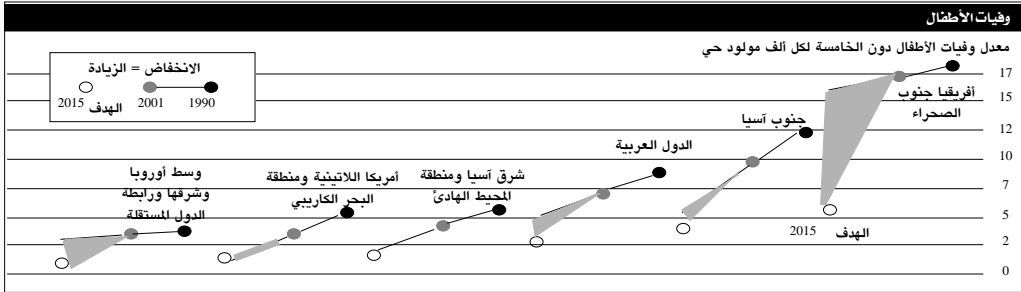 وفيات الأطفال
معدل وفيات الأطفال دون الخامسة لكل ألف مولود حي
الانخفاض = الزيادة
1990 2001 الهدف 2015
17
15
12
10
7
5
2
0
أفريقيا جنوب
الصحراء
جنوب آسيا
الدول العربية
شرق آسيا ومنطقة
المحيط الهادئ
أمريكا اللاتينية ومنطقة
البحر الكاريبي
وسط أوروبا
وشرقها ورابطة
الدول المستقلة
الهدف 2015